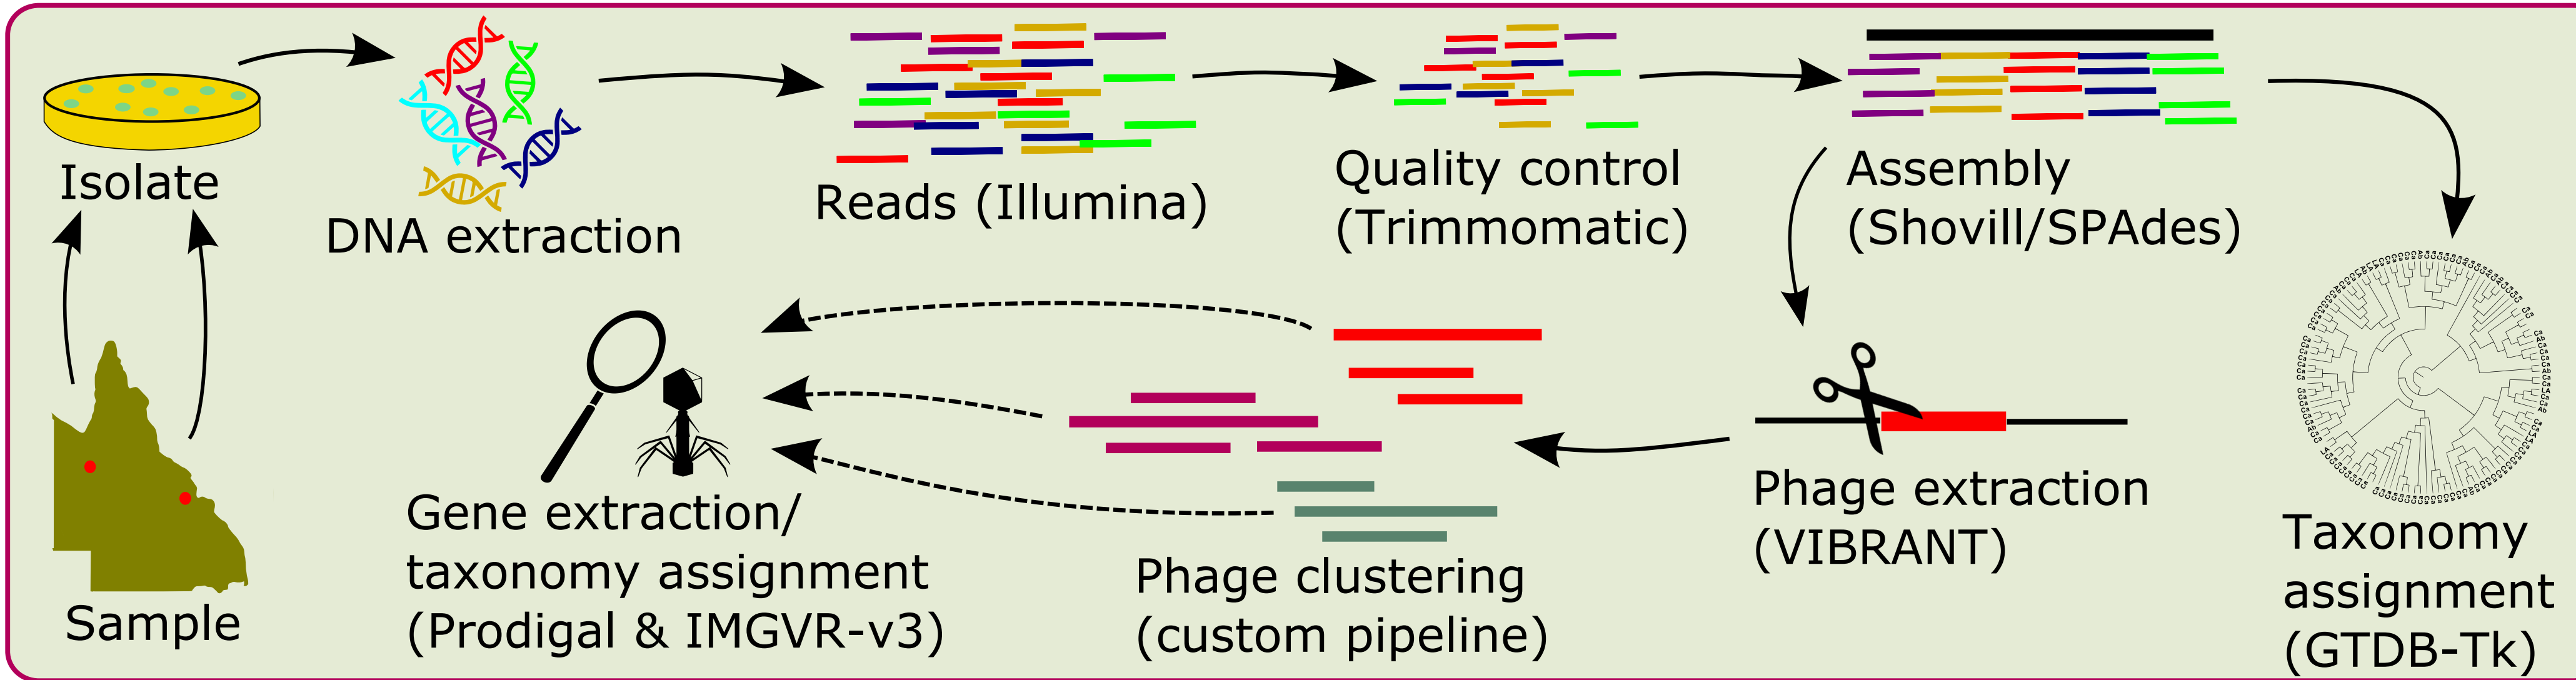 Isolate
DNA extraction
Reads (Illumina)
Quality control
(Trimmomatic)
Assembly
(Shovill/SPAdes)
Sample
Gene extraction/
taxonomy assignment
(Prodigal & IMGVR-v3)
Phage clustering
(custom pipeline)
Phage extraction
(VIBRANT)
Taxonomy
assignment
(GTDB-Tk)